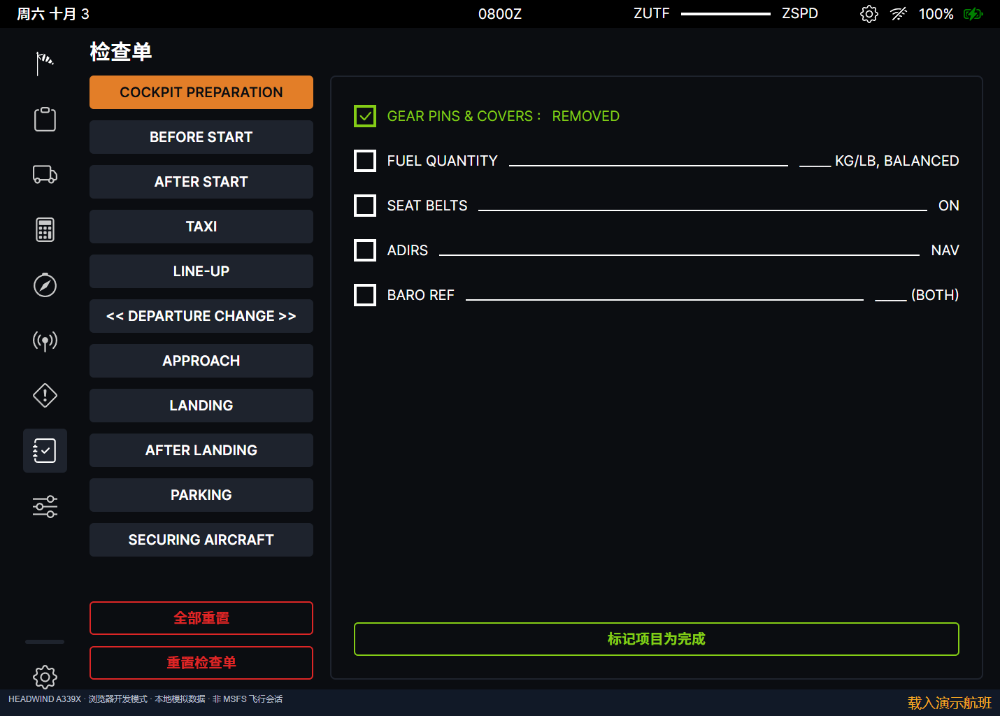 周六 十月 3
0800Z
ZUTF ZSPD
100%
检查单
COCKPIT PREPARATION
BEFORE START
AFTER START
TAXI
LINE-UP
<< DEPARTURE CHANGE >>
APPROACH
LANDING
AFTER LANDING
PARKING
SECURING AIRCRAFT
全部重置
重置检查单
GEAR PINS & COVERS : REMOVED
FUEL QUANTITY ____ KG/LB, BALANCED
SEAT BELTS ON
ADIRS NAV
BARO REF ____ (BOTH)
标记项目为完成
HEADWIND A339X · 浏览器开发模式 · 本地模拟数据 · 非 MSFS 飞行会话
载入演示航班